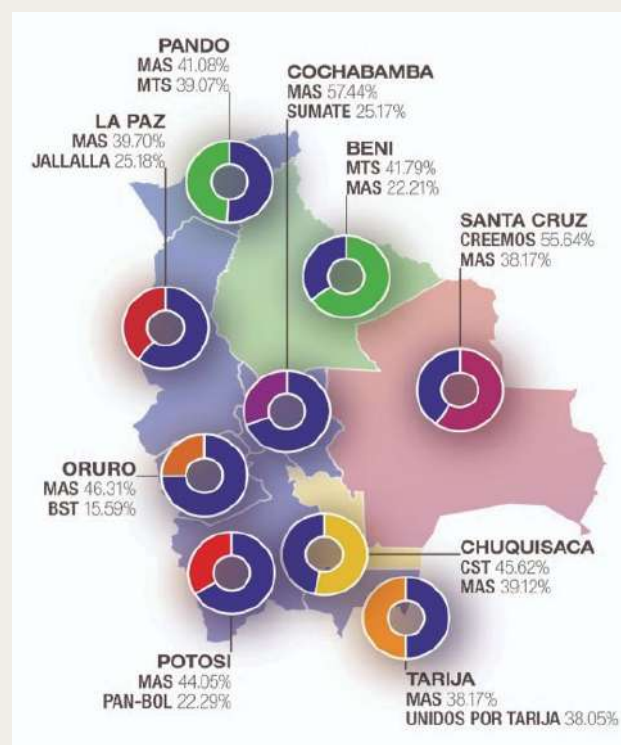 PANDO
MAS 41.08%
MTS 39.07%
COCHABAMBA
MAS 57.44%
SUMATE 25.17%
LA PAZ
MAS 39.70%
JALLALLA 25.18%
BENI
MTS 41.79%
MAS 22.21%
SANTA CRUZ
CREEMOS 55.64%
MAS 38.17%
ORURO
MAS 46.31%
BST 15.59%
CHUQUISACA
CST 45.62%
MAS 39.12%
POTOSI
MAS 44.05%
PAN-BOL 22.29%
TARIJA
MAS 38.17%
UNIDOS POR TARIJA 38.05%